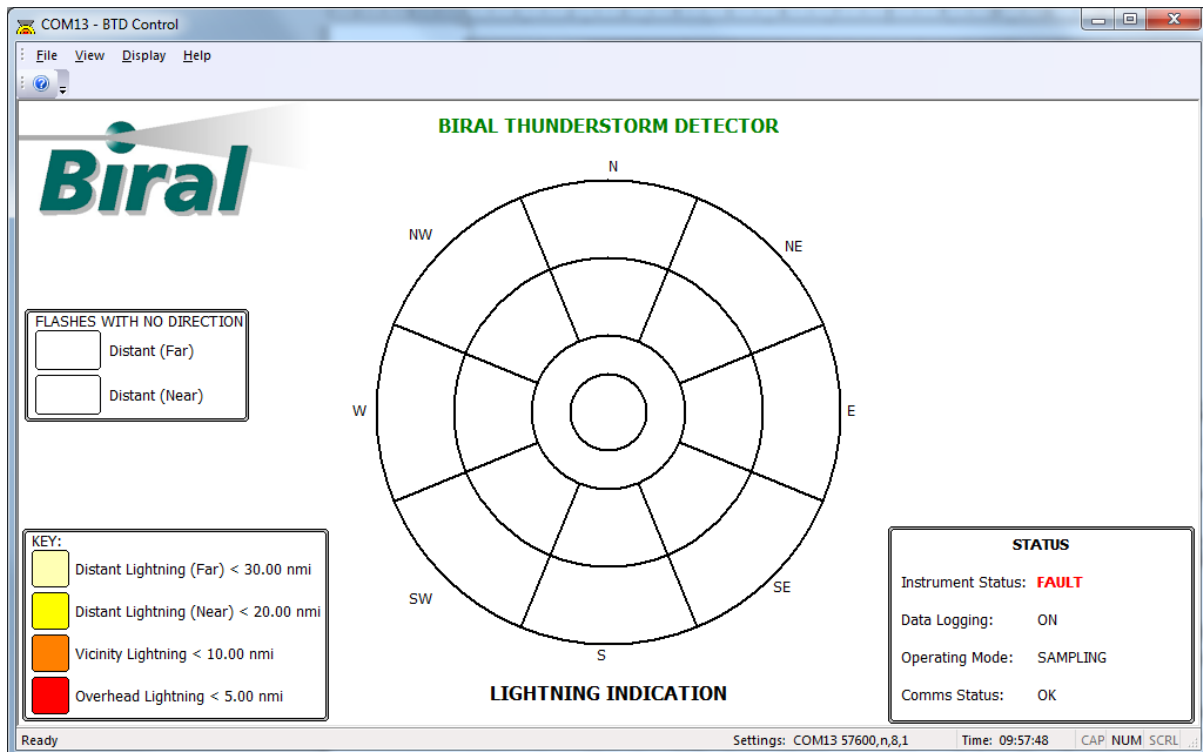 COM13 - BTD Control
File View Display Help
Biral
BIRAL THUNDERSTORM DETECTOR
N
NW
NE
FLASHES WITH NO DIRECTION
Distant (Far)
Distant (Near)
W
E
KEY:
Distant Lightning (Far) < 30.00 nmi
Distant Lightning (Near) < 20.00 nmi
Vicinity Lightning < 10.00 nmi
Overhead Lightning < 5.00 nmi
SW
SE
S
LIGHTNING INDICATION
STATUS
Instrument Status: FAULT
Data Logging: ON
Operating Mode: SAMPLING
Comms Status: OK
Ready
Settings: COM13 57600,n,8,1
Time: 09:57:48
CAP NUM SCRL